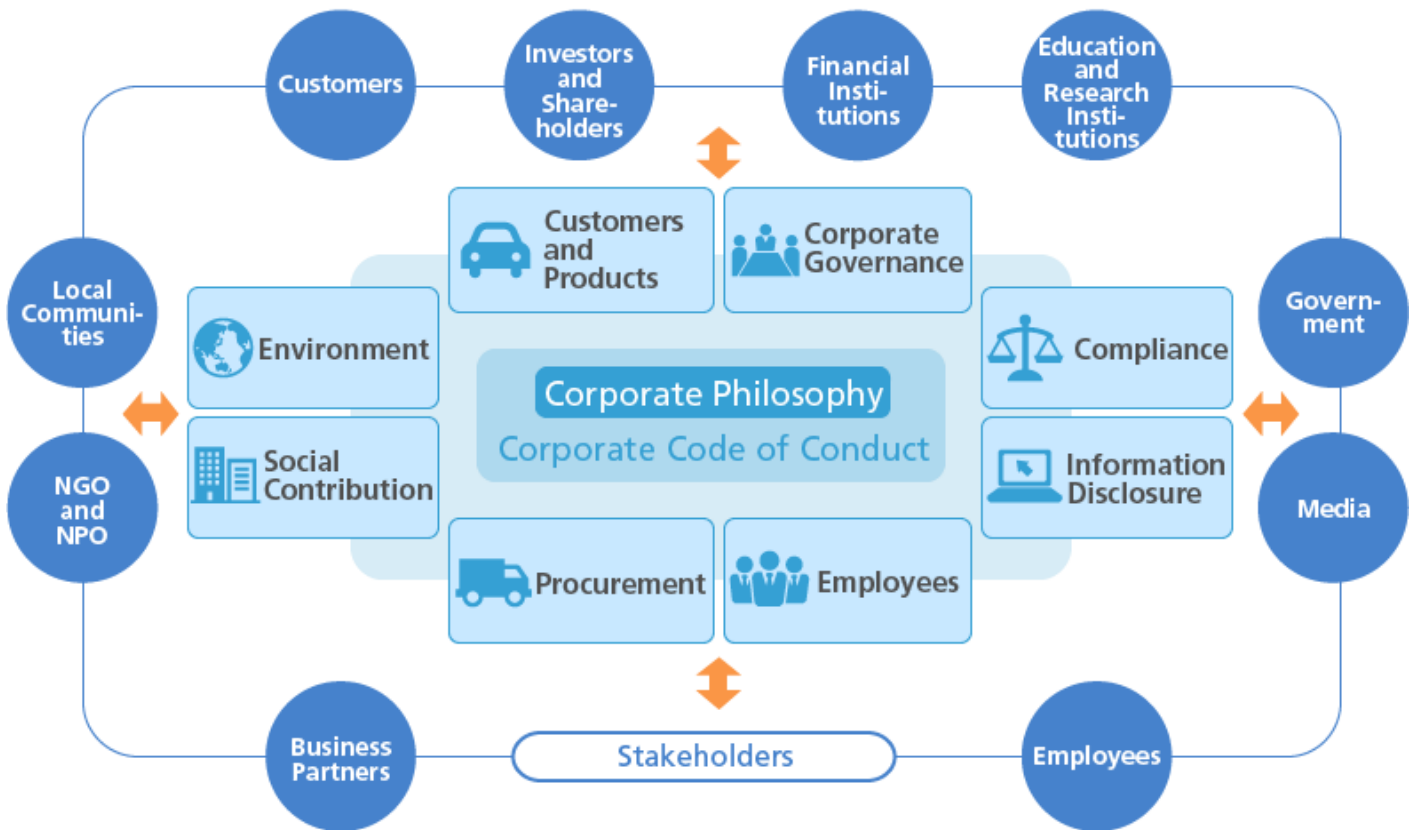 Customers
Investors
and
Share-
holders
Financial
Insti-
tutions
Education
and
Research
Insti-
tutions
Customers
and
Products
Corporate
Governance
Local
Communi-
ties
Environment
Compliance
Govern-
ment
Corporate Philosophy
Corporate Code of Conduct
NGO
and
NPO
Social
Contribution
Information
Disclosure
Media
Procurement
Employees
Business
Partners
Stakeholders
Employees